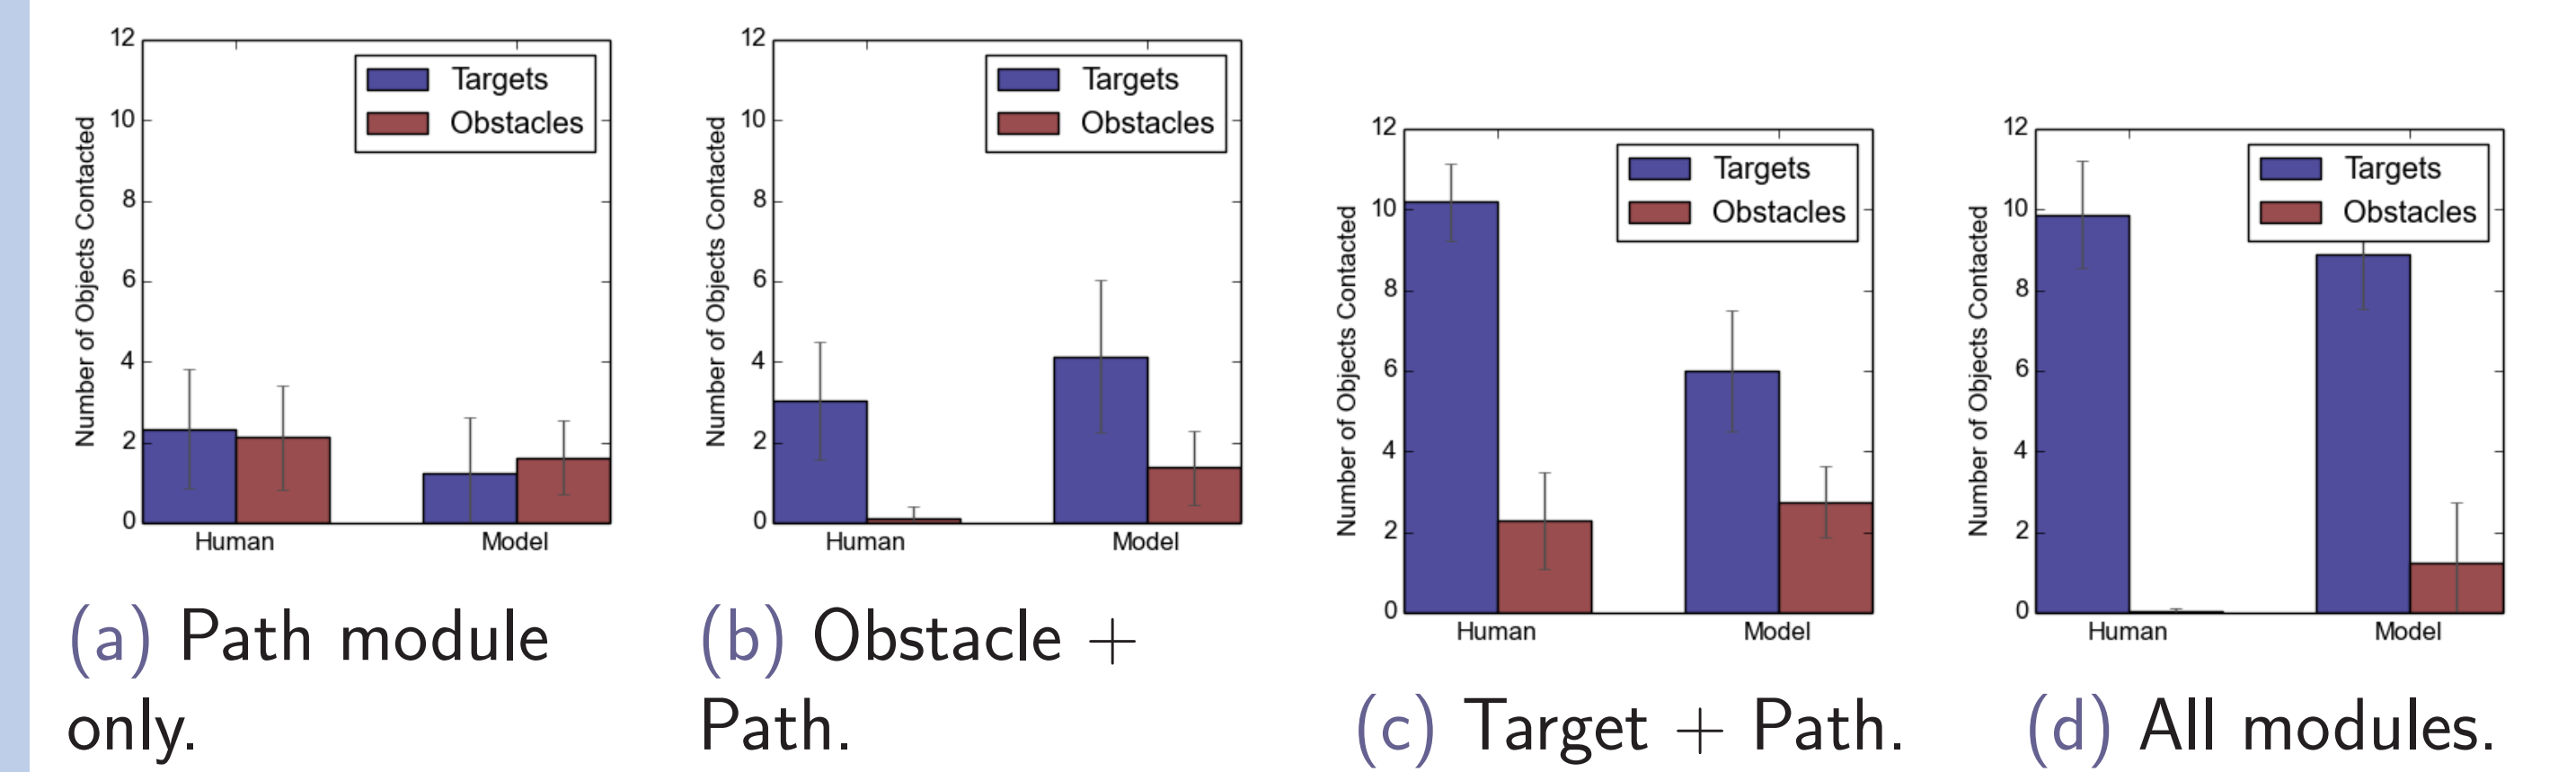 12
10
8
6
4
2
0
Number of Objects Contacted
Targets
Obstacles
Human Model
(a) Path module
only.
12
10
8
6
4
2
0
Number of Objects Contacted
Targets
Obstacles
Human Model
(b) Obstacle +
Path.
12
10
8
6
4
2
0
Number of Objects Contacted
Targets
Obstacles
Human Model
(c) Target + Path.
12
10
8
6
4
2
0
Number of Objects Contacted
Targets
Obstacles
Human Model
(d) All modules.